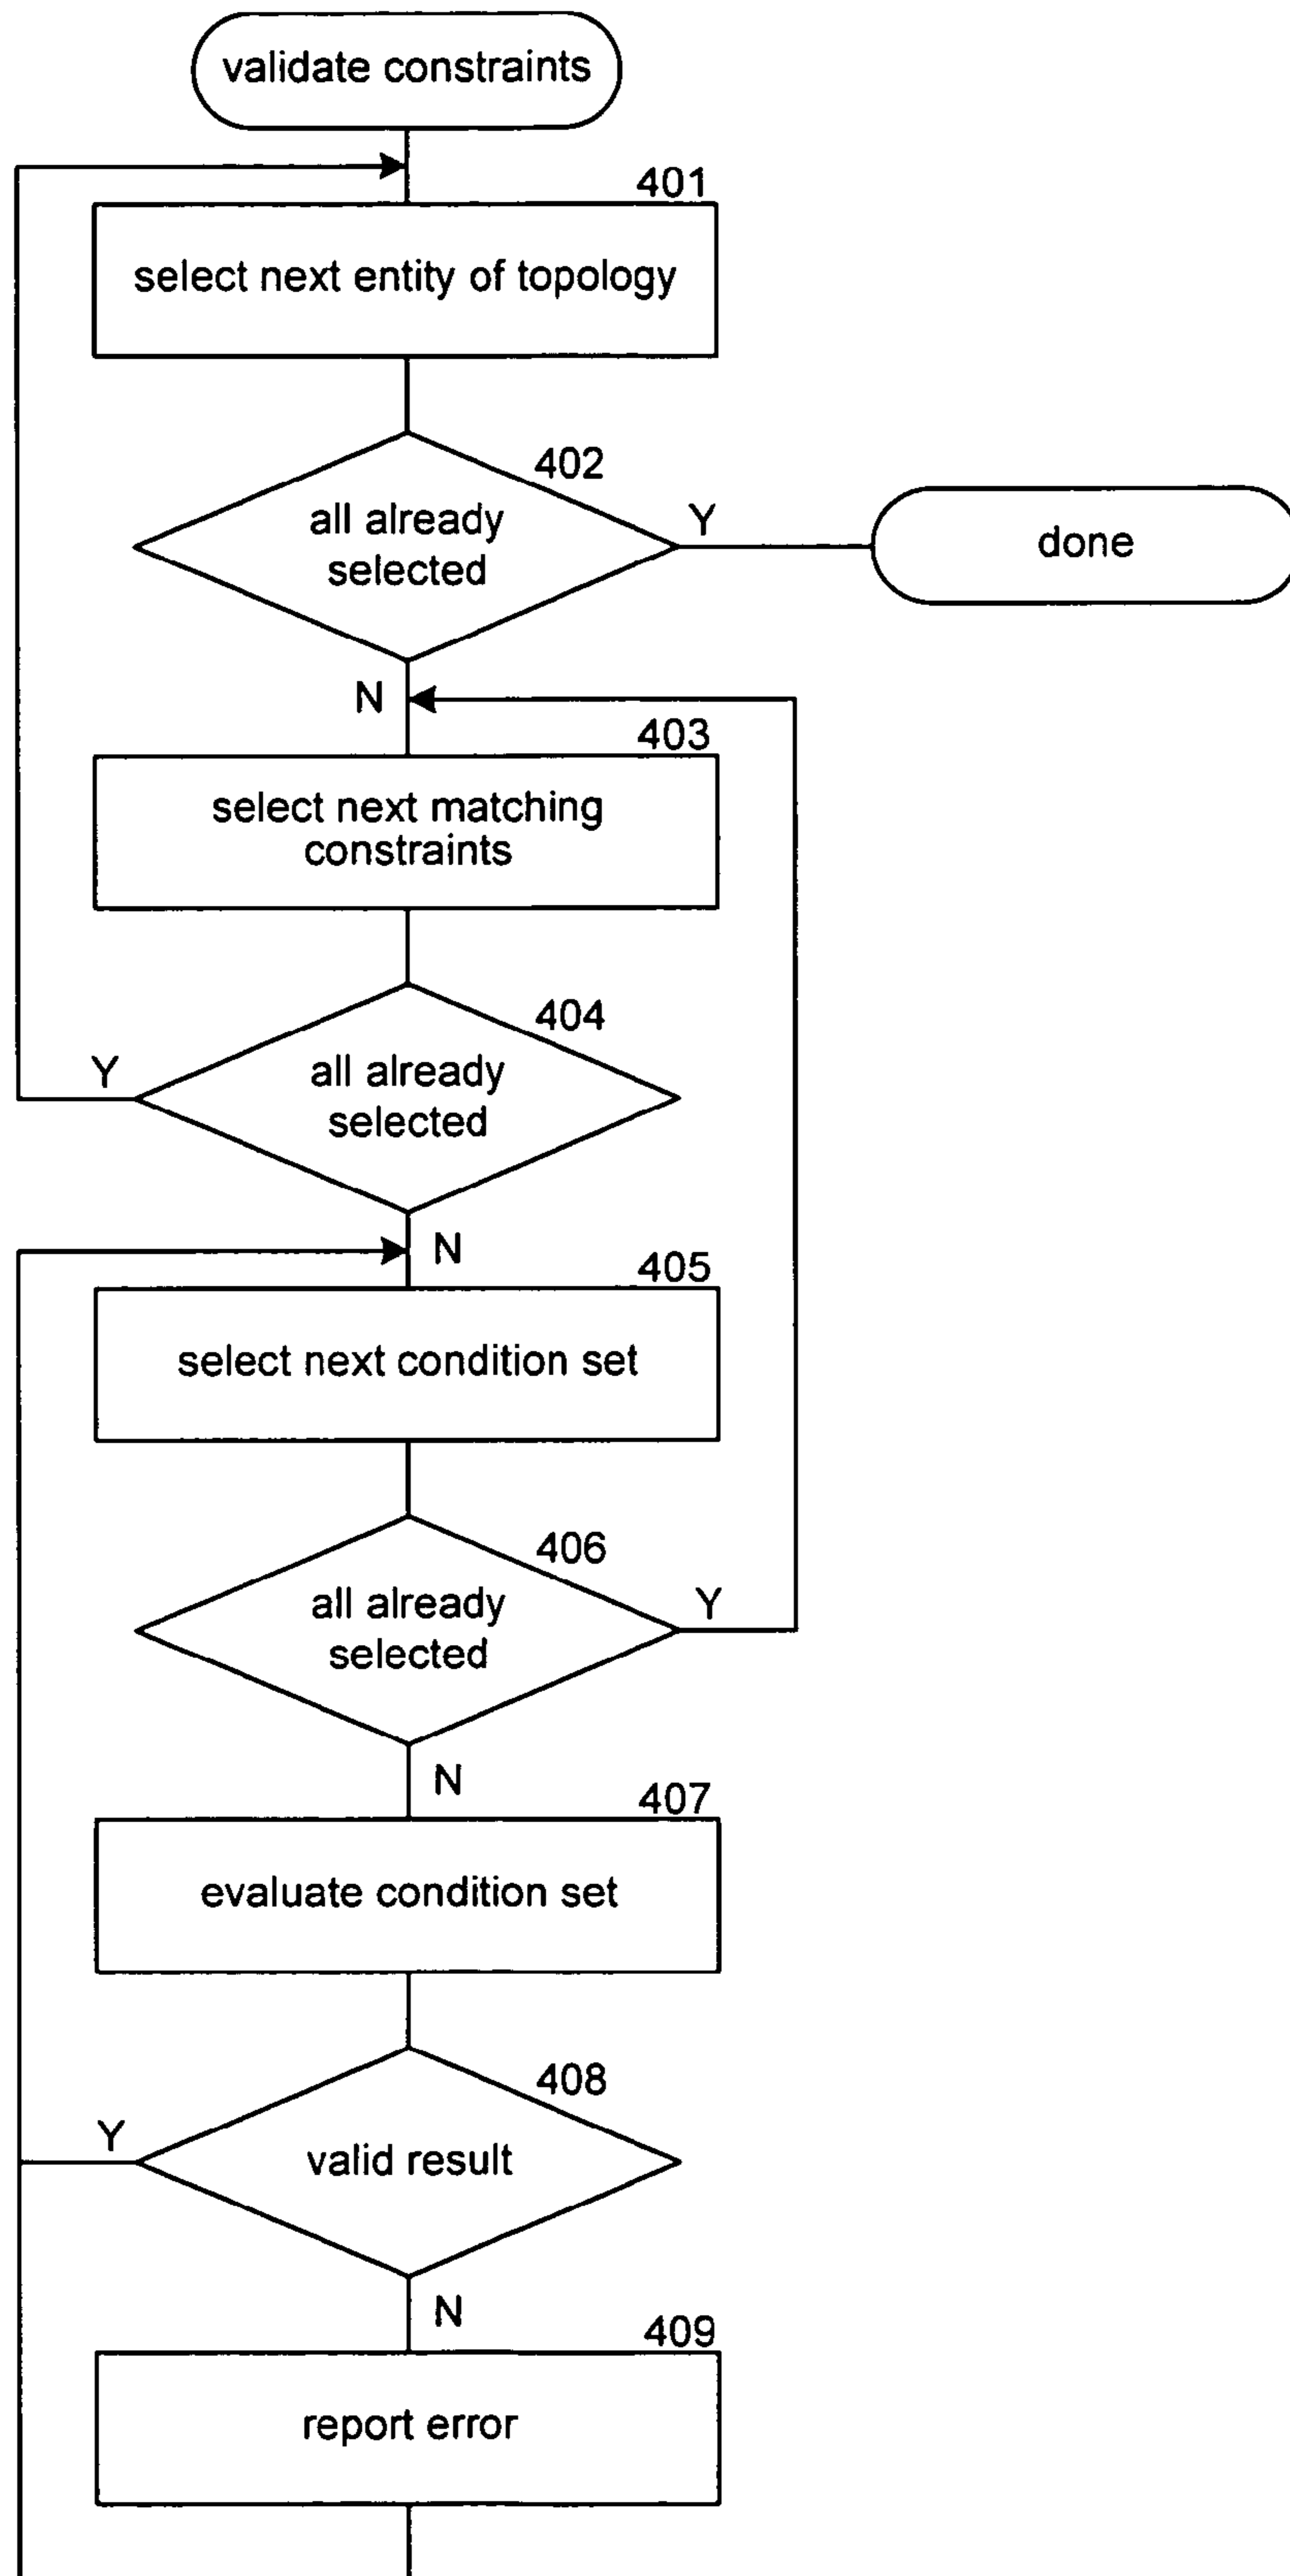 validate constraints
401
select next entity of topology
402
all already
selected
Y
done
N
403
select next matching
constraints
404
all already
selected
Y
N
405
select next condition set
406
all already
selected
Y
N
407
evaluate condition set
408
valid result
Y
N
409
report error